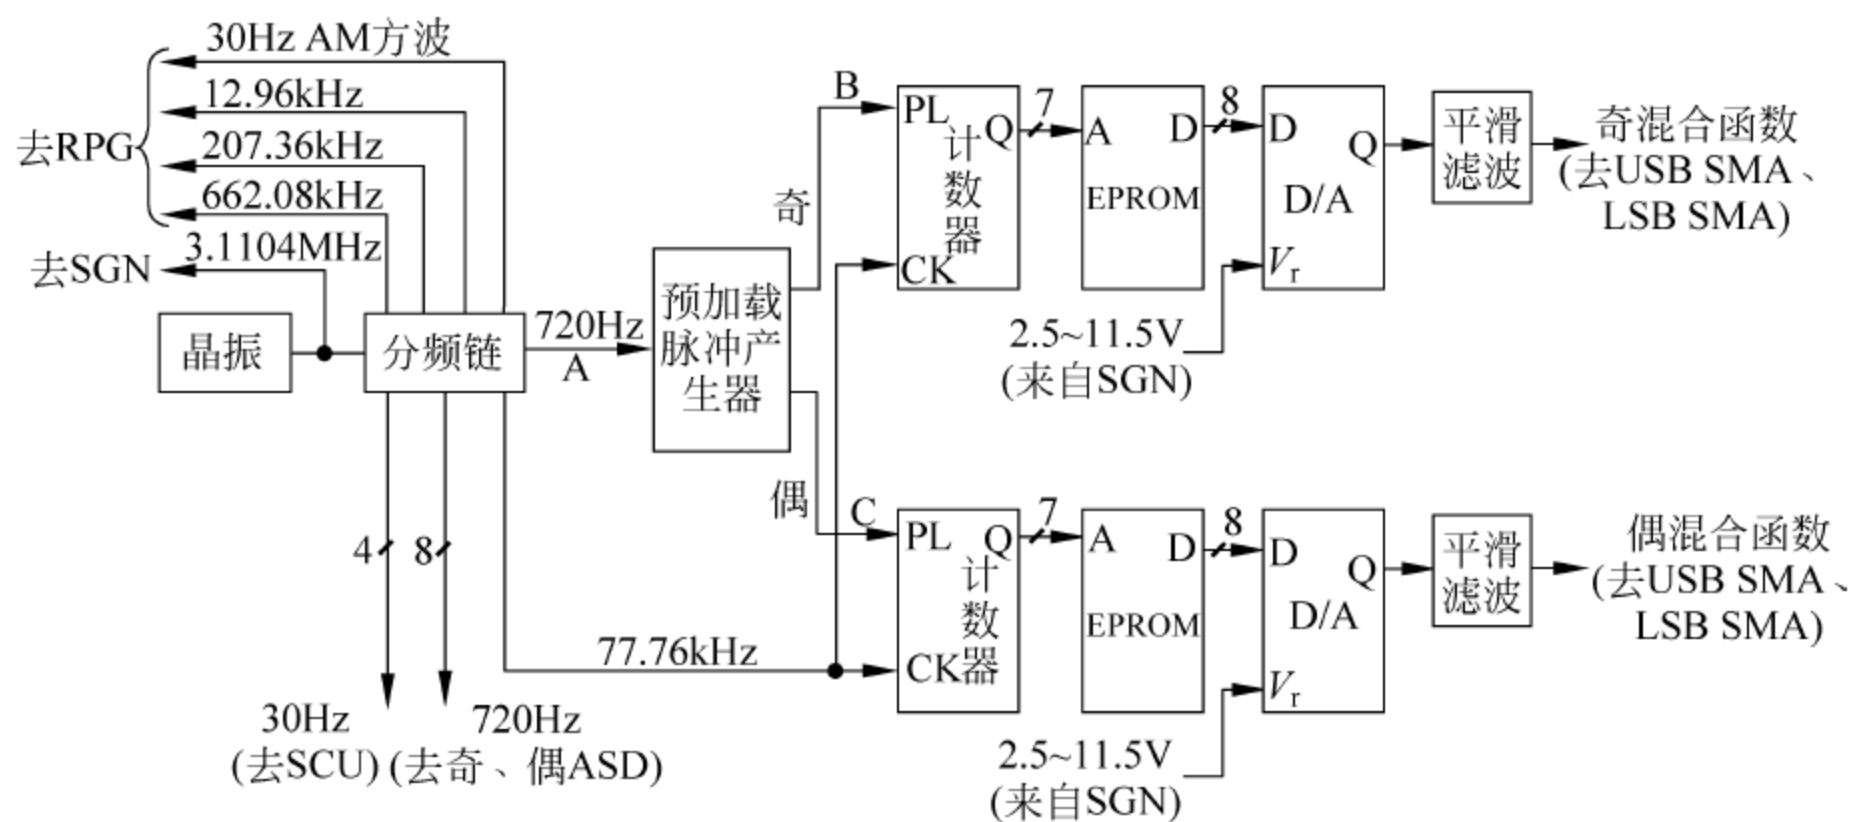 30Hz AM方波
12.96kHz
去RPG
207.36kHz
662.08kHz
3.1104MHz
去SGN
晶振
分频链
720Hz
A
预加载
脉冲产
生器
奇
偶
B
C
PL
Q
计
数
器
CK
7
A
D
EPROM
8
D
Q
D/A
Vr
平滑
滤波
奇混合函数
(去USB SMA、
LSB SMA)
2.5~11.5V
(来自SGN)
PL
Q
计
数
器
CK
7
A
D
EPROM
8
D
Q
D/A
Vr
平滑
滤波
偶混合函数
(去USB SMA、
LSB SMA)
2.5~11.5V
(来自SGN)
77.76kHz
4
8
30Hz
(去SCU)
720Hz
(去奇、偶ASD)